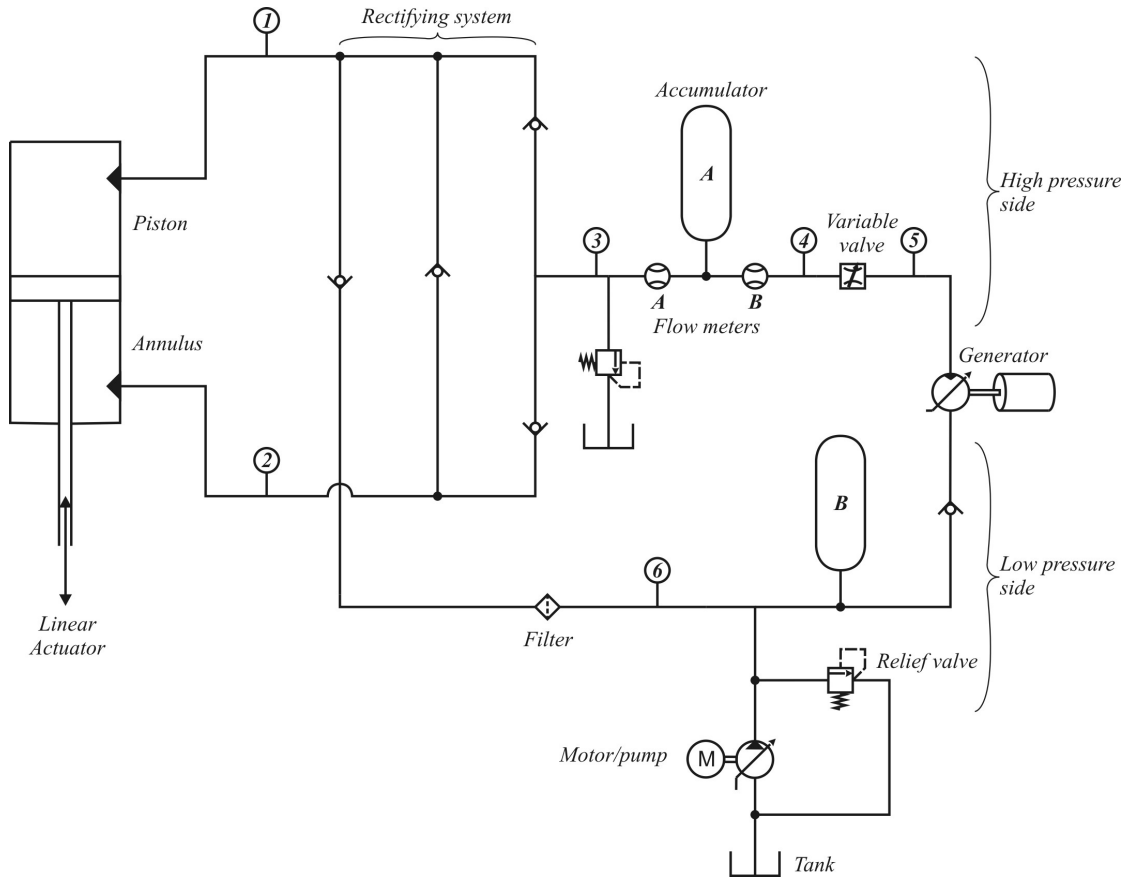 Rectifying system
1
Accumulator
A
High pressure
side
Piston
3
4
Variable
valve
5
A
B
Flow meters
Annulus
Generator
2
B
Low pressure
side
6
Linear
Actuator
Filter
Relief valve
Motor/pump
M
Tank